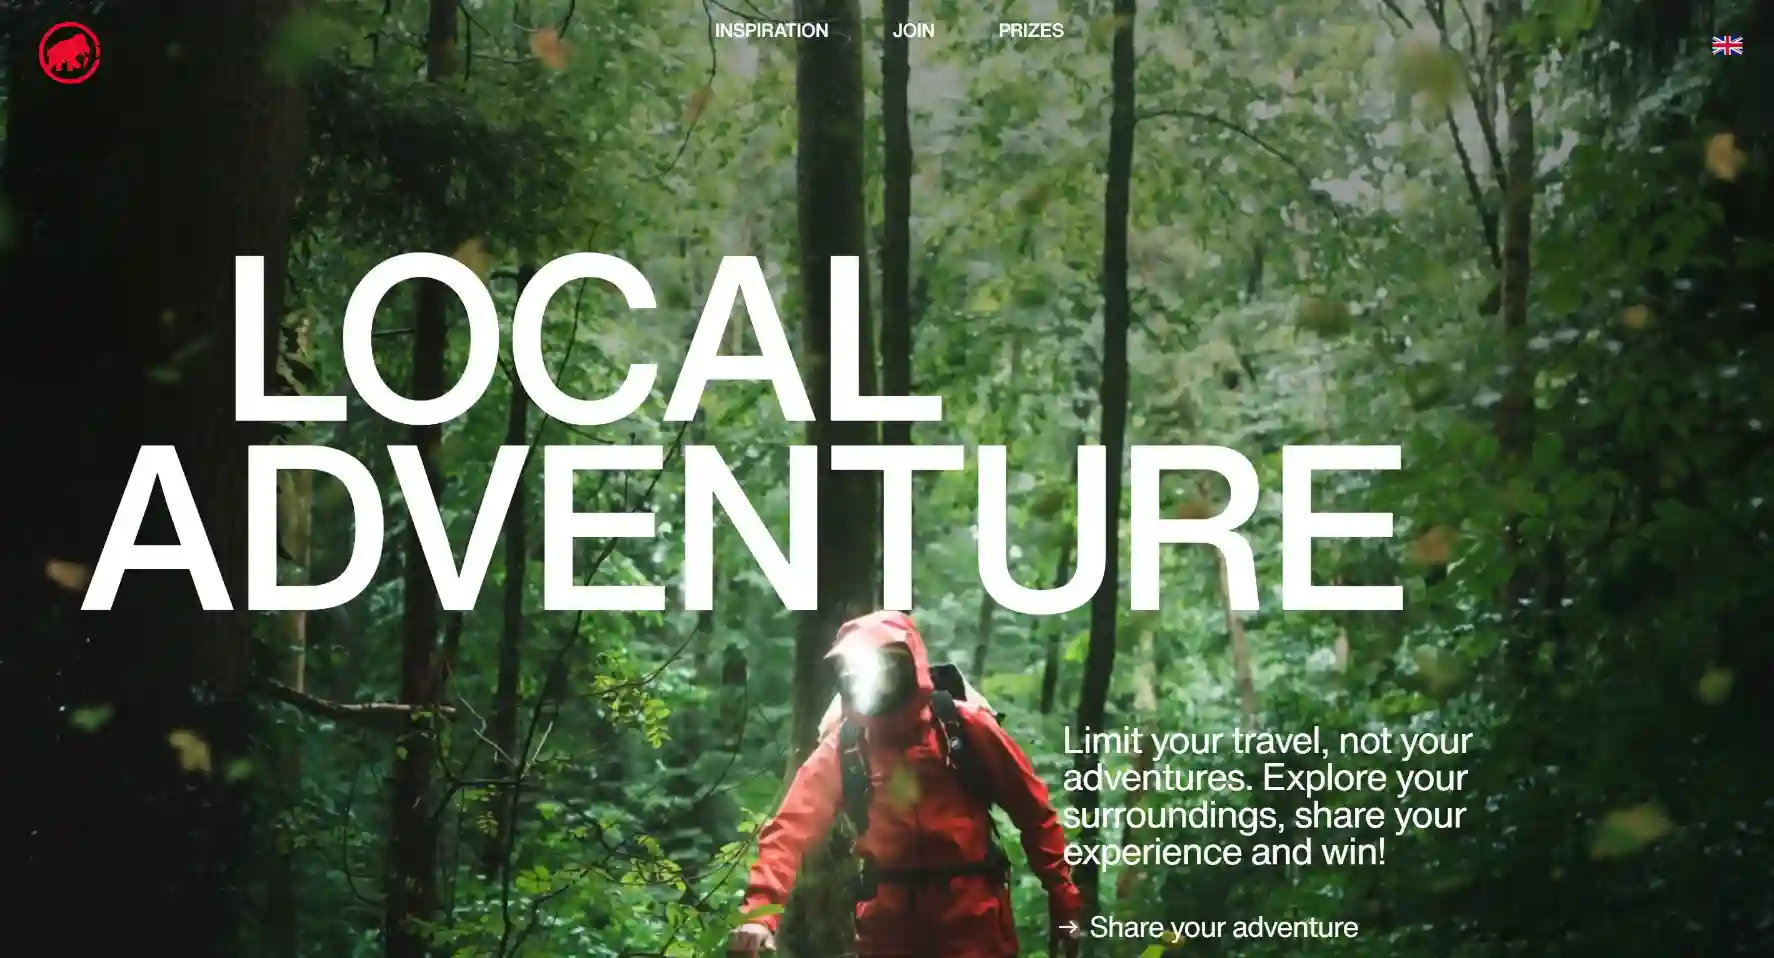 INSPIRATION
JOIN
PRIZES
LOCAL
ADVENTURE
Limit your travel, not your
adventures. Explore your
surroundings, share your
experience and win!
→ Share your adventure